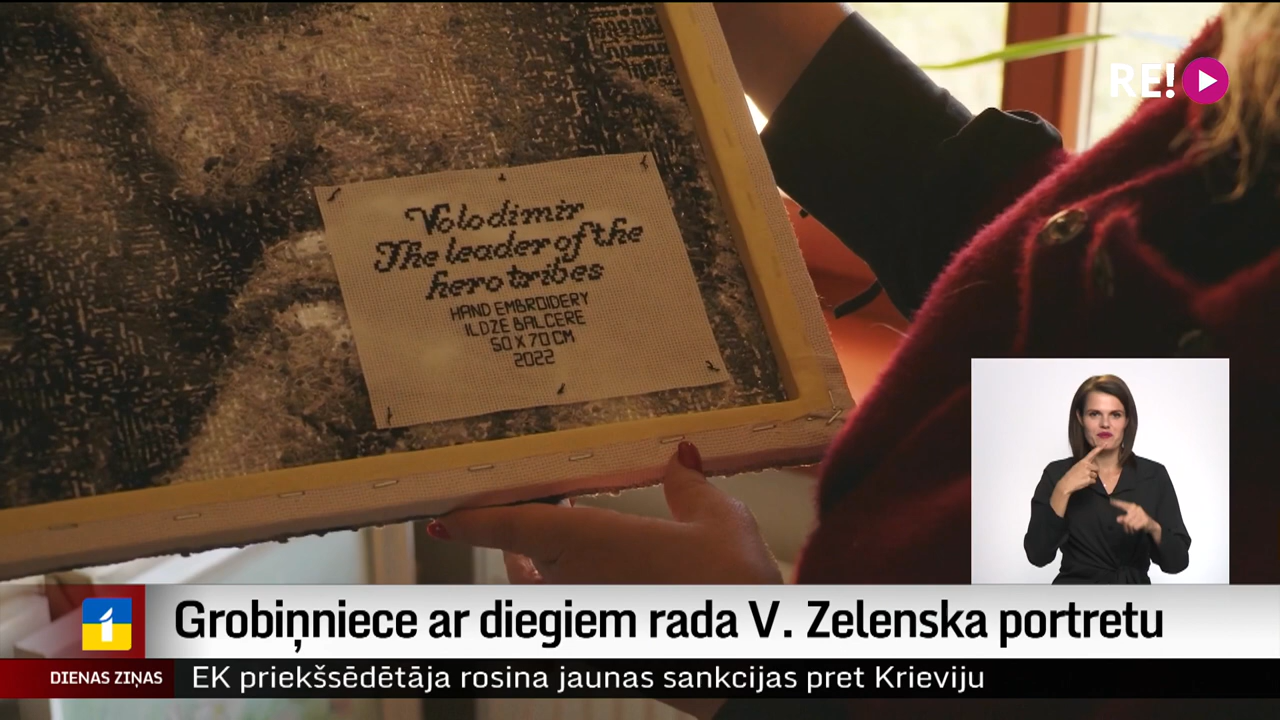 RE!
Volodimir
The leader of the
hero tribes
HAND EMBROIDERY
ILDZE BALCERE
50 X 70 CM
2022
1
Grobiņniece ar diegiem rada V. Zelenska portretu
DIENAS ZIŅAS
EK priekšsēdētāja rosina jaunas sankcijas pret Krieviju